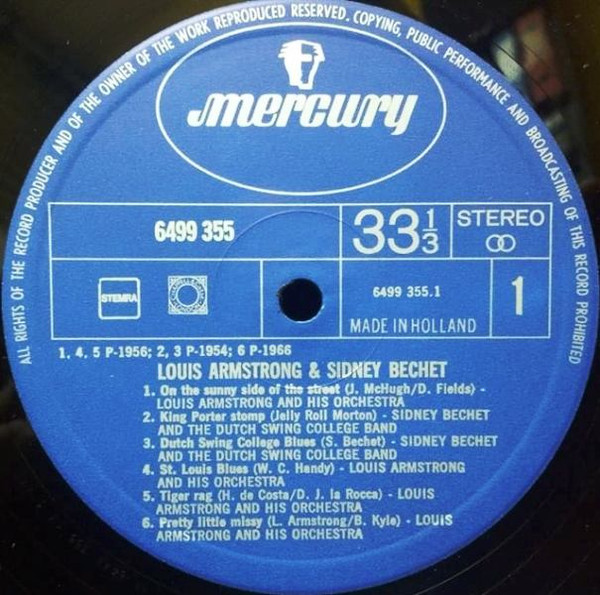 ALL RIGHTS OF THE RECORD PRODUCER AND OF THE OWNER OF THE WORK REPRODUCED RESERVED. COPYING, PUBLIC PERFORMANCE AND BROADCASTING OF THIS RECORD PROHIBITED
mercury
6499 355
33 1/3
STEREO
STEMRA
6499 355.1
1
MADE IN HOLLAND
1, 4, 5 P-1956; 2, 3 P-1954; 6 P-1966
LOUIS ARMSTRONG & SIDNEY BECHET
1. On the sunny side of the street (J. McHugh/D. Fields) -
LOUIS ARMSTRONG AND HIS ORCHESTRA
2. King Porter stomp (Jelly Roll Morton) - SIDNEY BECHET
AND THE DUTCH SWING COLLEGE BAND
3. Dutch Swing College Blues (S. Bechet) - SIDNEY BECHET
AND THE DUTCH SWING COLLEGE BAND
4. St. Louis Blues (W. C. Handy) - LOUIS ARMSTRONG
AND HIS ORCHESTRA
5. Tiger rag (H. de Costa/D. J. la Rocca) - LOUIS
ARMSTRONG AND HIS ORCHESTRA
6. Pretty little missy (L. Armstrong/B. Kyle) - LOUIS
ARMSTRONG AND HIS ORCHESTRA